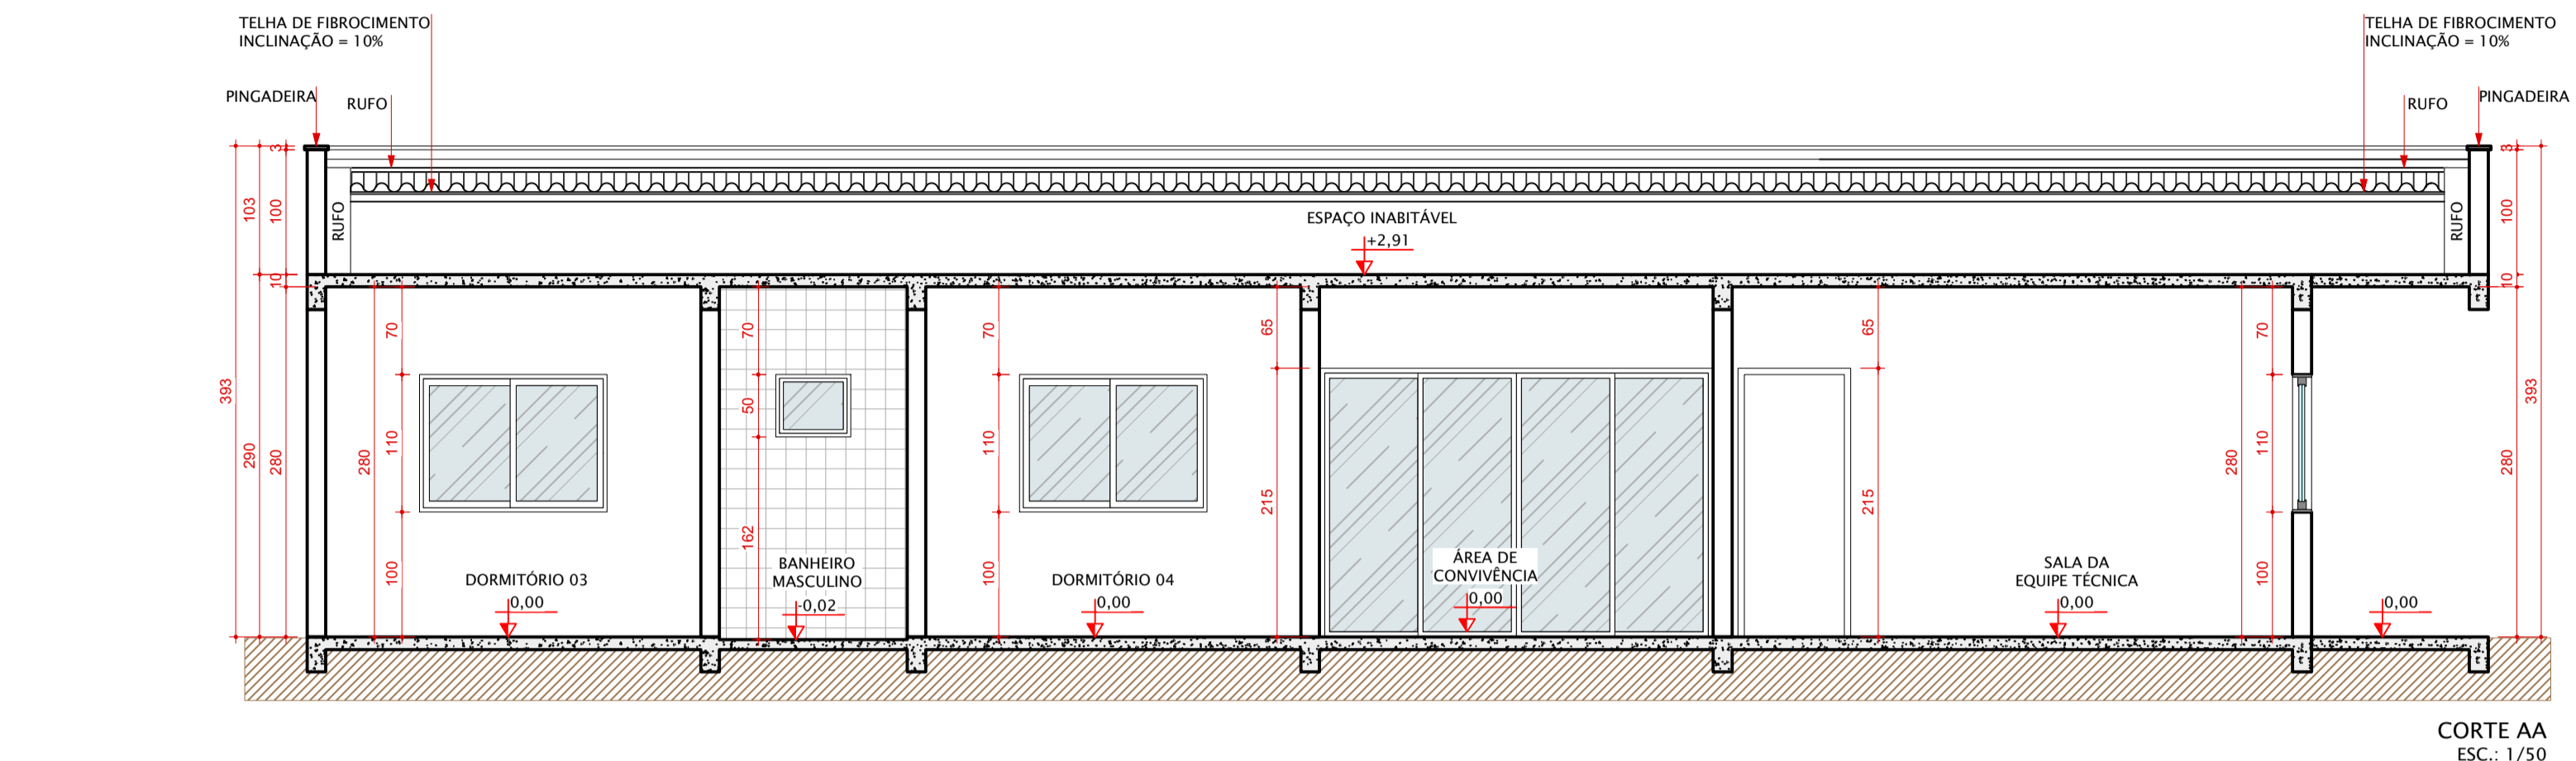 TELHA DE FIBROCIMENTO
INCLINAÇÃO = 10%
TELHA DE FIBROCIMENTO
INCLINAÇÃO = 10%
PINGADEIRA
RUFO
RUFO
PINGADEIRA
3
103
100
RUFO
10
393
290
280
ESPAÇO INABITÁVEL
+2,91
RUFO
3
100
10
393
280
280
70
110
100
DORMITÓRIO 03
0,00
70
50
162
BANHEIRO
MASCULINO
-0,02
70
110
100
DORMITÓRIO 04
0,00
65
215
ÁREA DE
CONVIVÊNCIA
0,00
65
215
SALA DA
EQUIPE TÉCNICA
0,00
280
70
110
100
0,00
CORTE AA
ESC.: 1/50